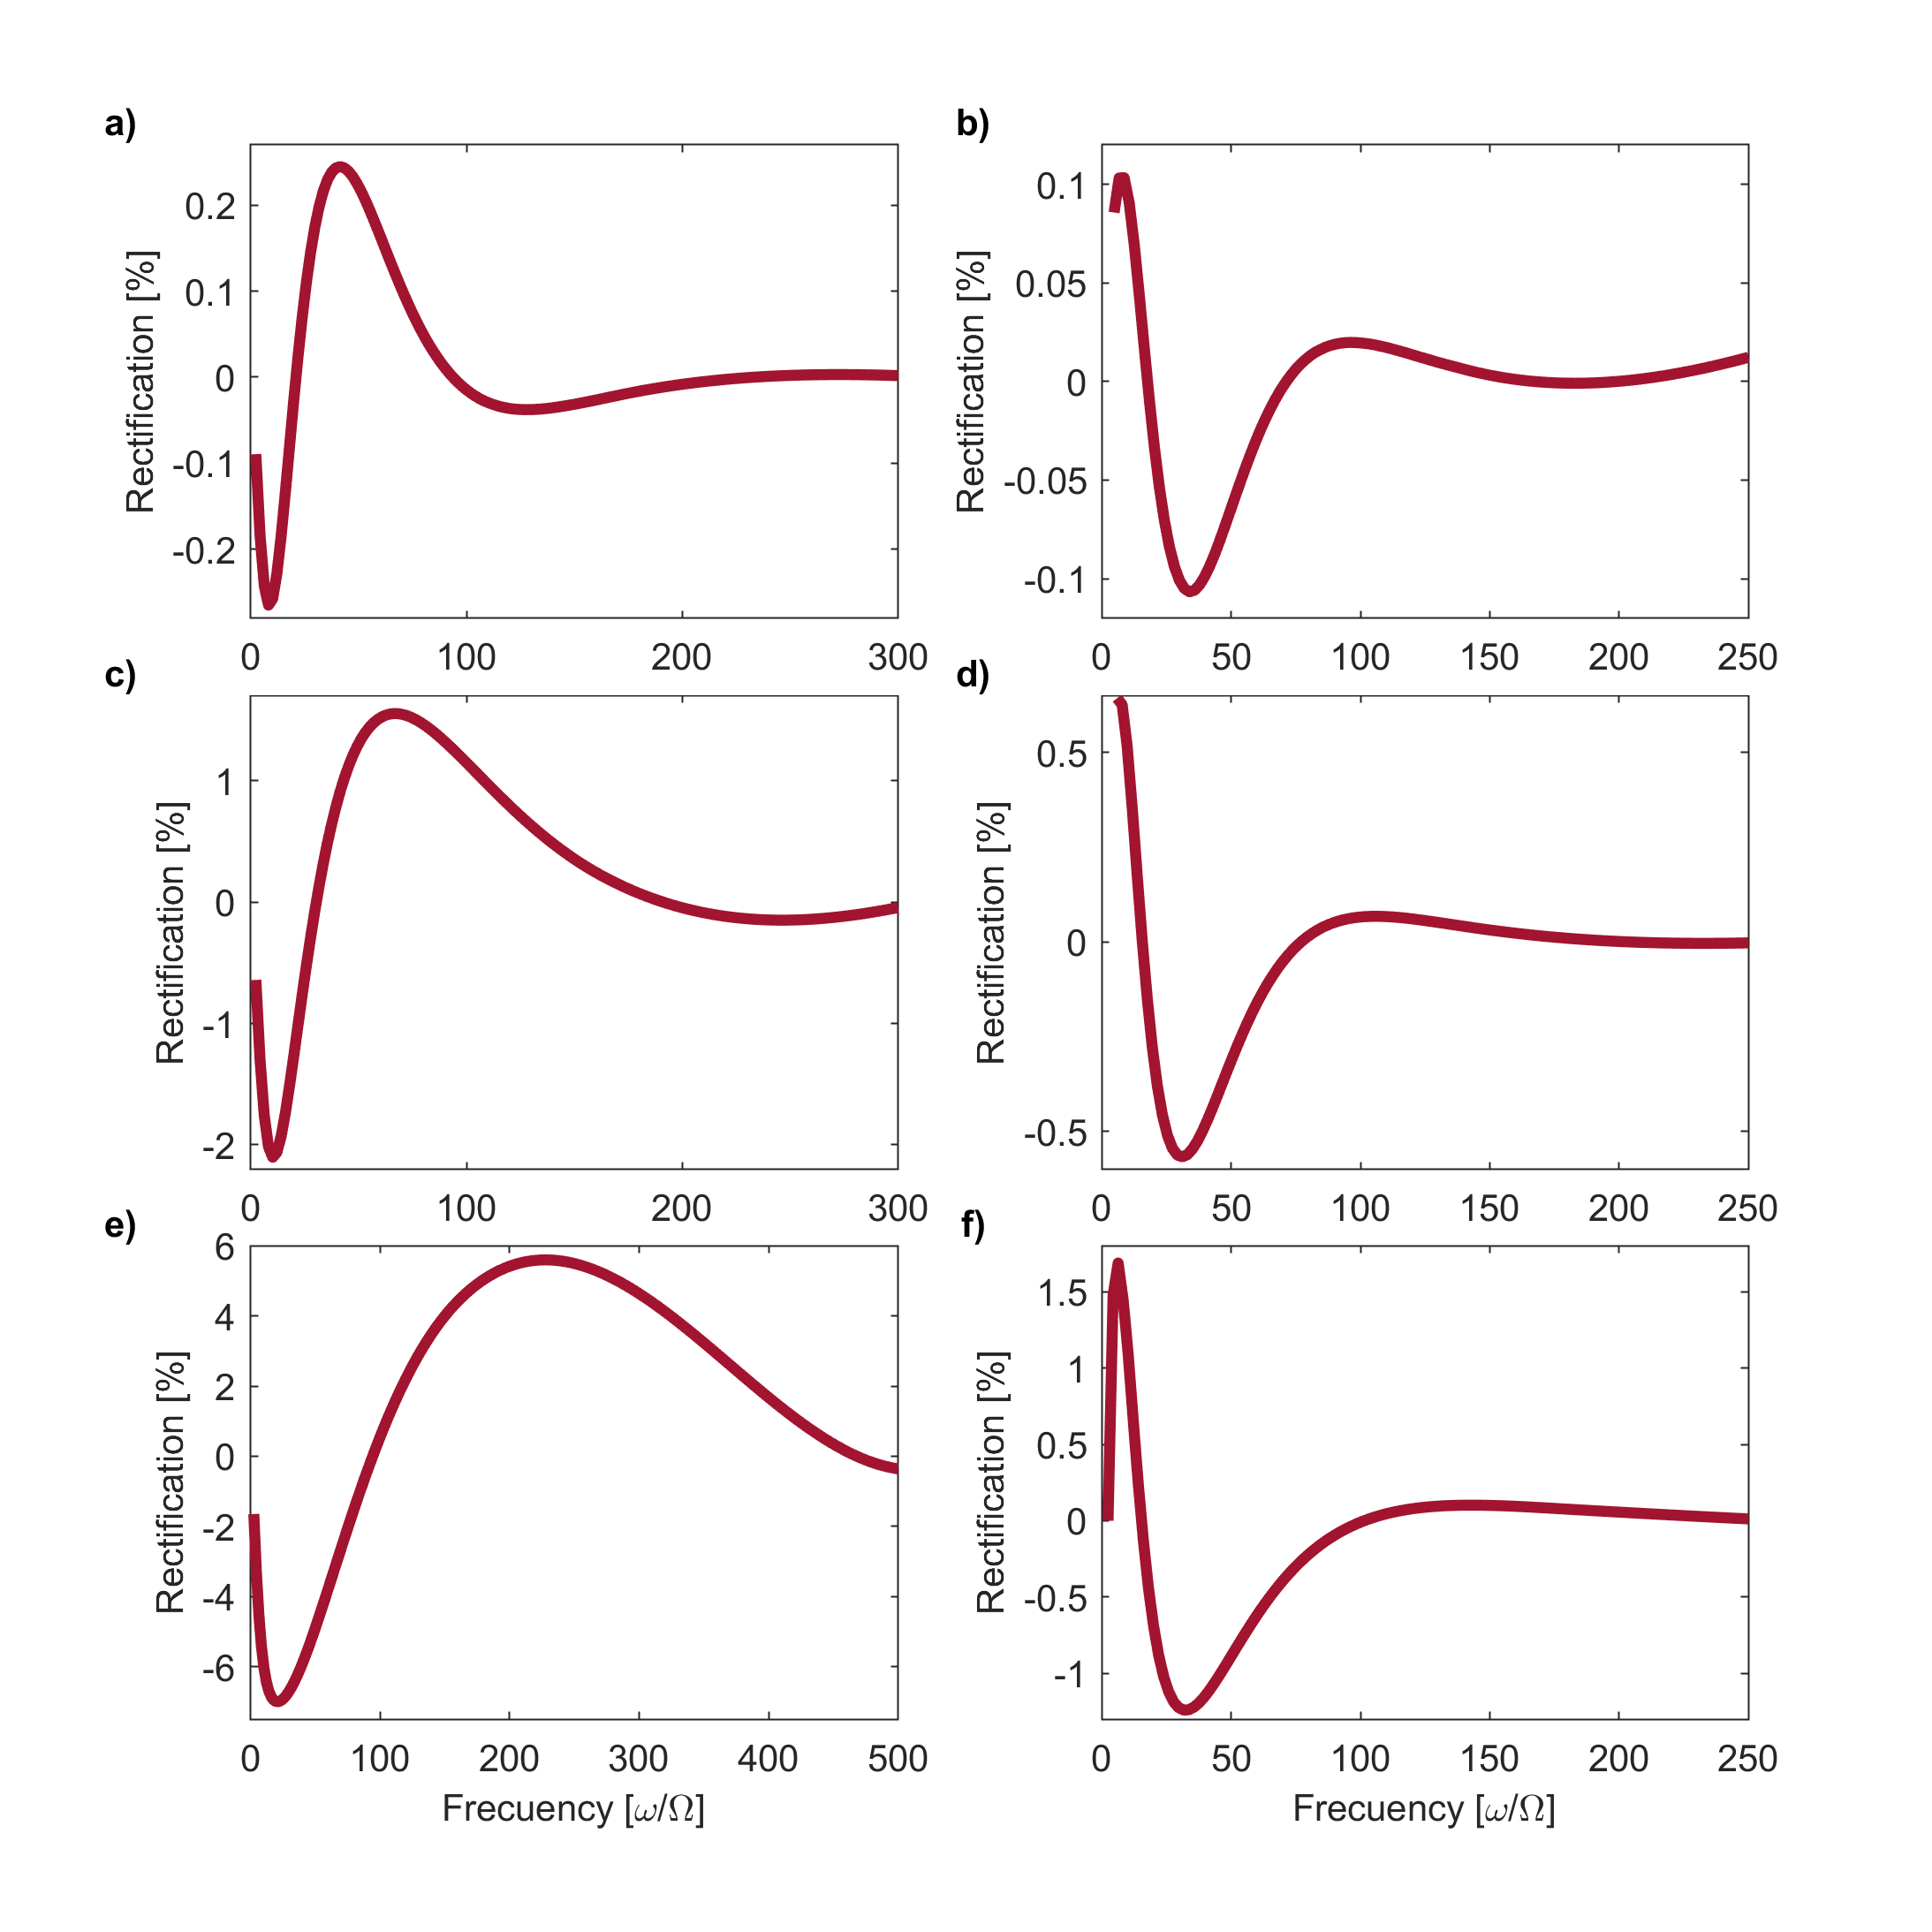 a)
Rectification [%]
0.2
0.1
0
-0.1
-0.2
0 100 200 300
b)
Rectification [%]
0.1
0.05
0
-0.05
-0.1
0 50 100 150 200 250
c)
Rectification [%]
1
0
-1
-2
0 100 200 300
d)
Rectification [%]
0.5
0
-0.5
0 50 100 150 200 250
e)
Rectification [%]
6
4
2
0
-2
-4
-6
0 100 200 300 400 500
Frecuency [ω/Ω]
f)
Rectification [%]
1.5
1
0.5
0
-0.5
-1
0 50 100 150 200 250
Frecuency [ω/Ω]